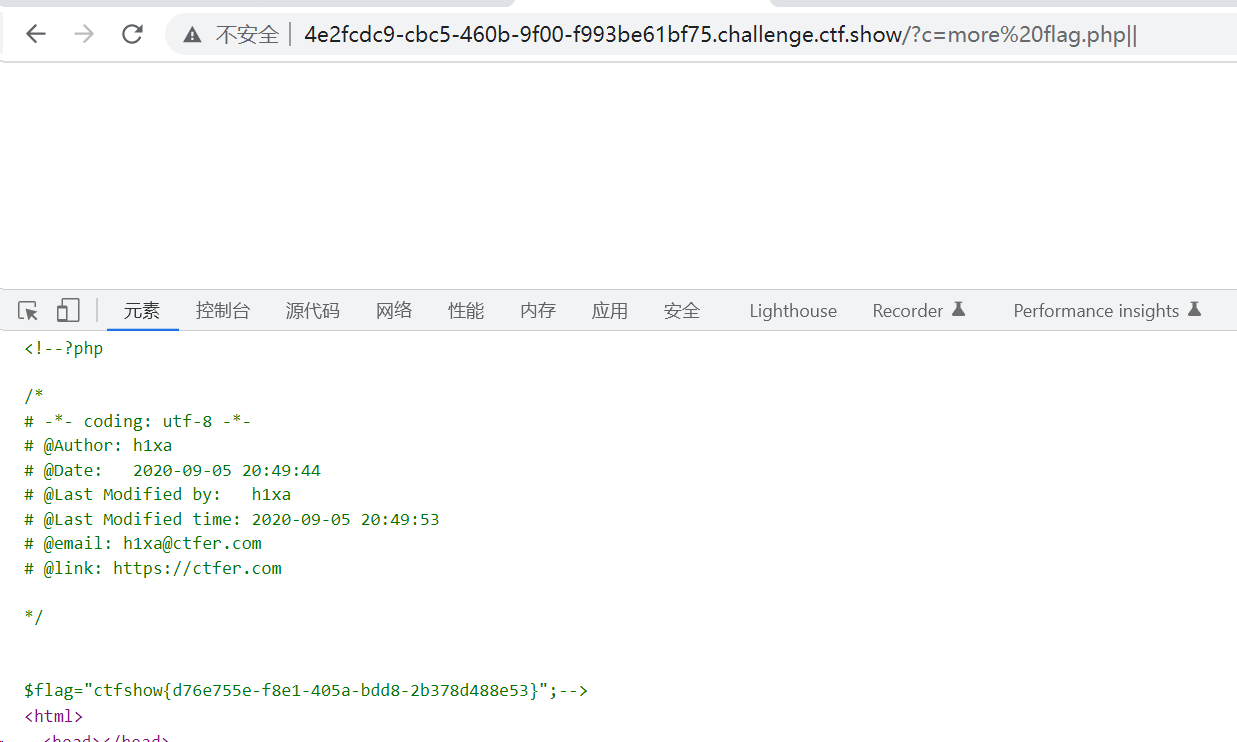 不安全 4e2fcdc9-cbc5-460b-9f00-f993be61bf75.challenge.ctf.show/?c=more%20flag.php||
元素 控制台 源代码 网络 性能 内存 应用 安全 Lighthouse Recorder Performance insights
<!--?php
/*
# -*- coding: utf-8 -*-
# @Author: h1xa
# @Date:   2020-09-05 20:49:44
# @Last Modified by:   h1xa
# @Last Modified time: 2020-09-05 20:49:53
# @email: h1xa@ctfer.com
# @link: https://ctfer.com
*/
$flag="ctfshow{d76e755e-f8e1-405a-bdd8-2b378d488e53}";-->
<html>
<head></head>